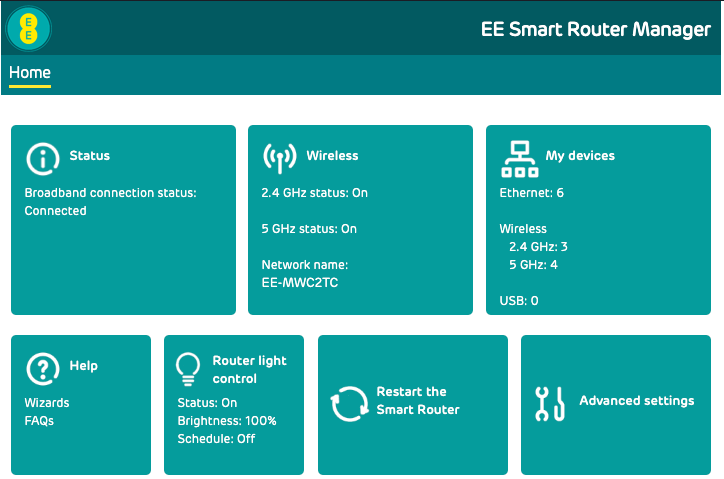 E
E
EE Smart Router Manager
Home
Status
Broadband connection status:
Connected
Wireless
2.4 GHz status: On
5 GHz status: On
Network name:
EE-MWC2TC
My devices
Ethernet: 6
Wireless
2.4 GHz: 3
5 GHz: 4
USB: 0
Help
Wizards
FAQs
Router light
control
Status: On
Brightness: 100%
Schedule: Off
Restart the
Smart Router
Advanced settings